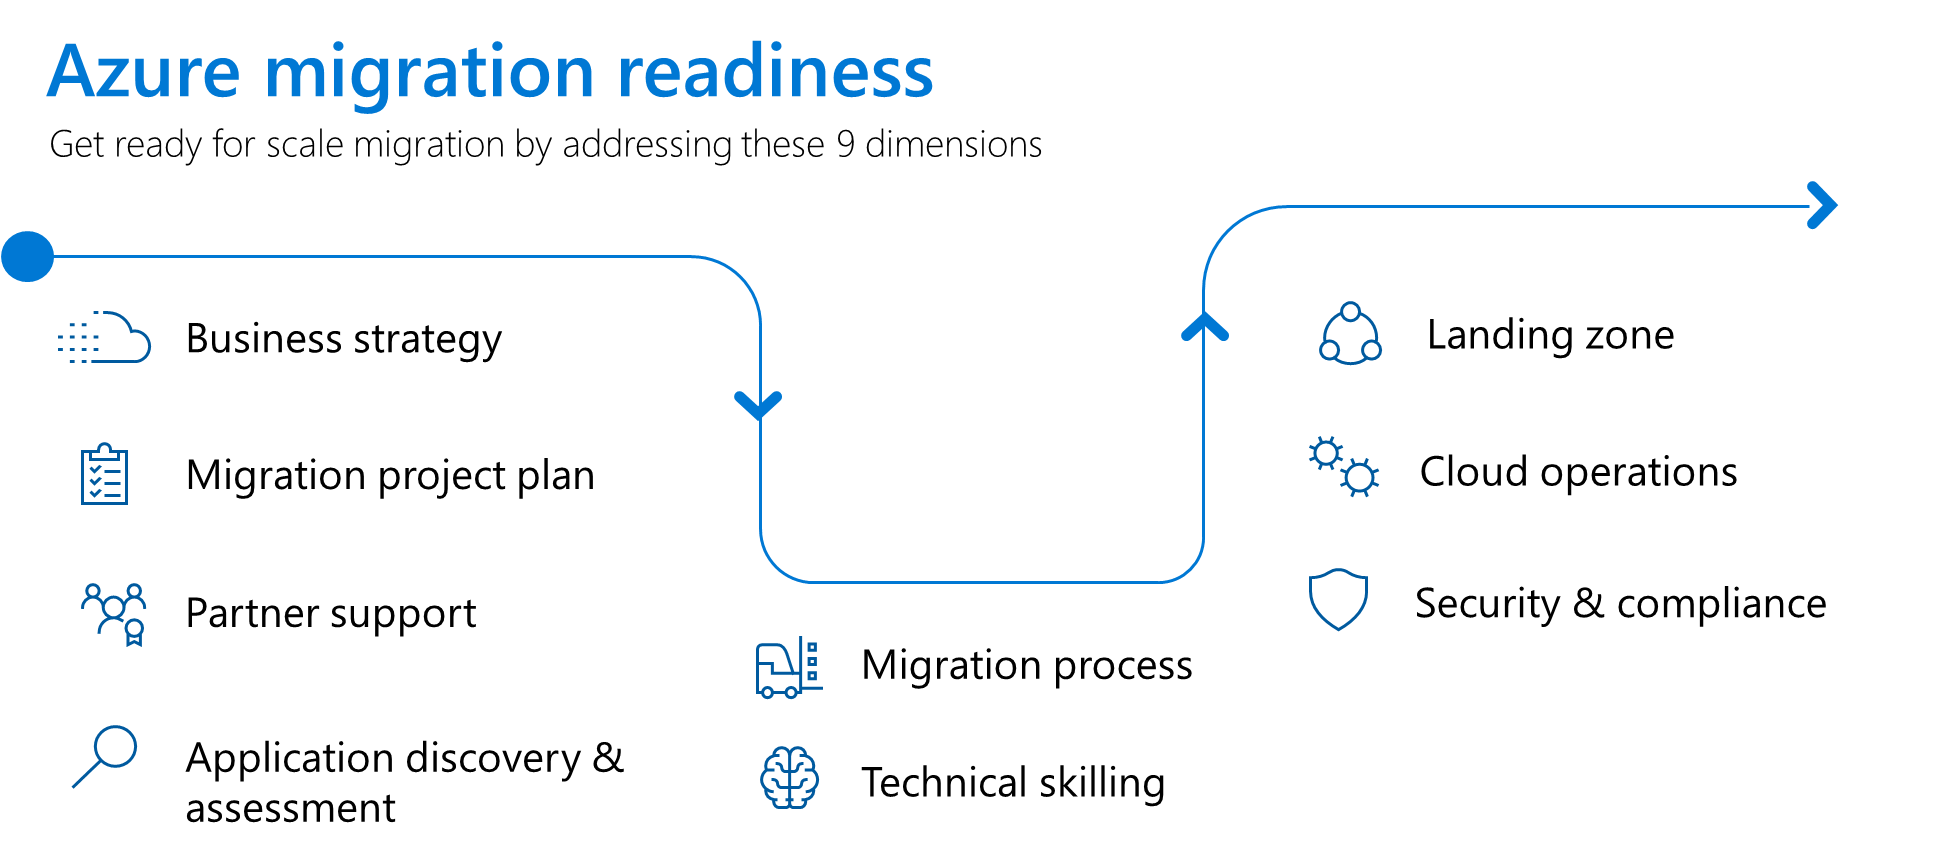 Azure migration readiness
Get ready for scale migration by addressing these 9 dimensions
Business strategy
Migration project plan
Partner support
Application discovery &
assessment
Migration process
Technical skilling
Landing zone
Cloud operations
Security & compliance